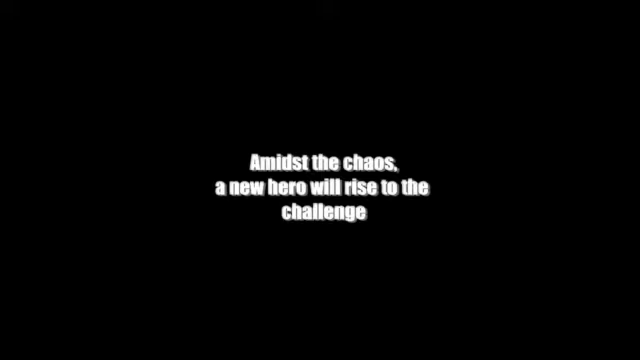 Amidst the chaos,
a new hero will rise to the
challenge